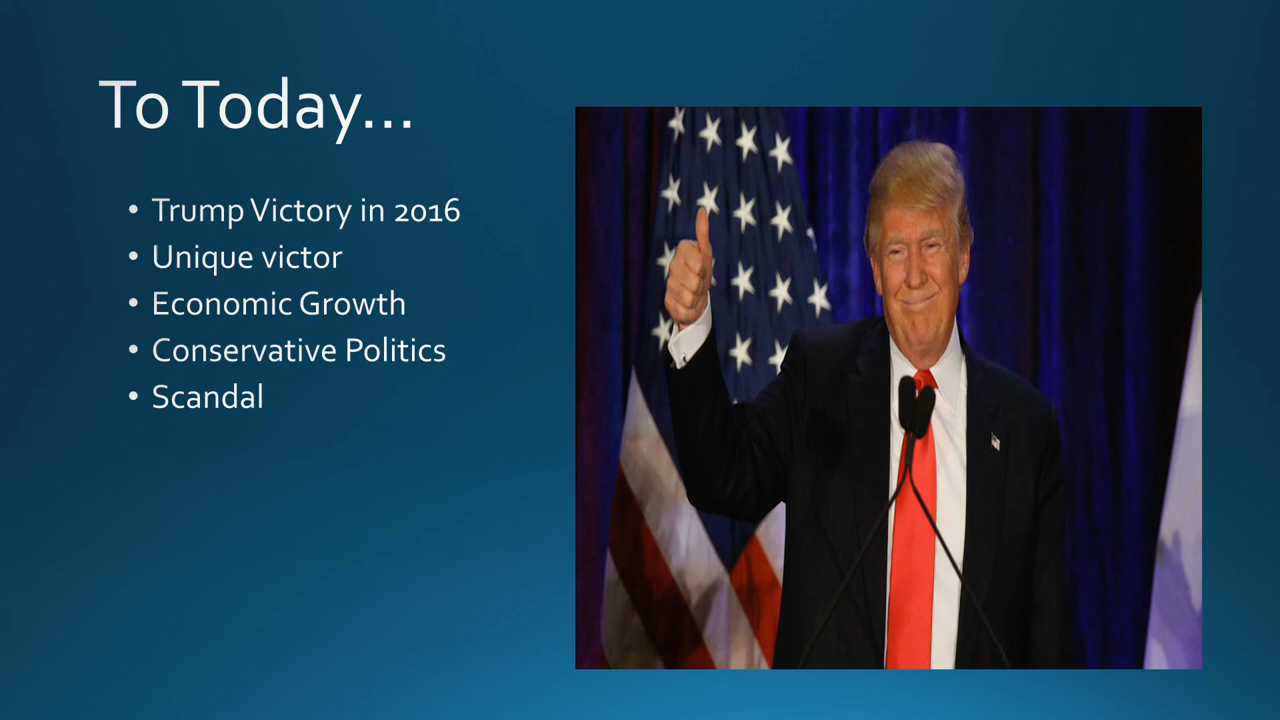 To Today...
• Trump Victory in 2016
• Unique victor
• Economic Growth
• Conservative Politics
• Scandal